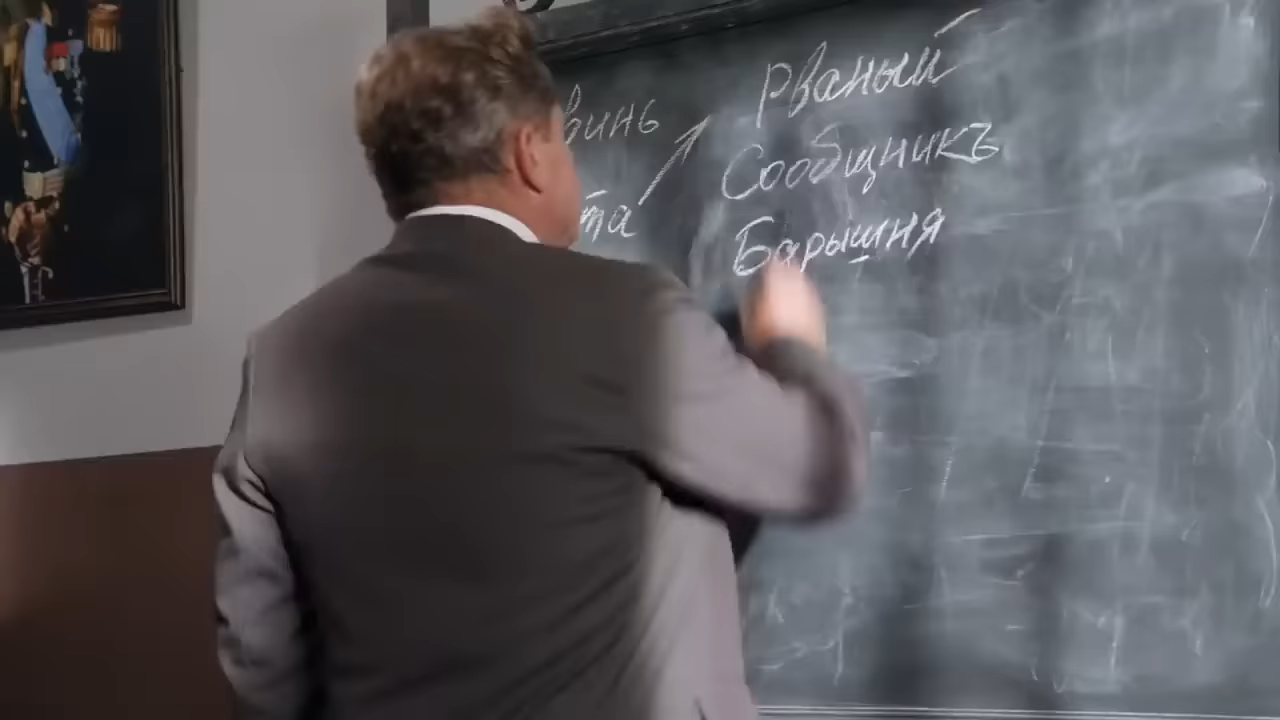 Рваный
Сообщникъ
Барышня